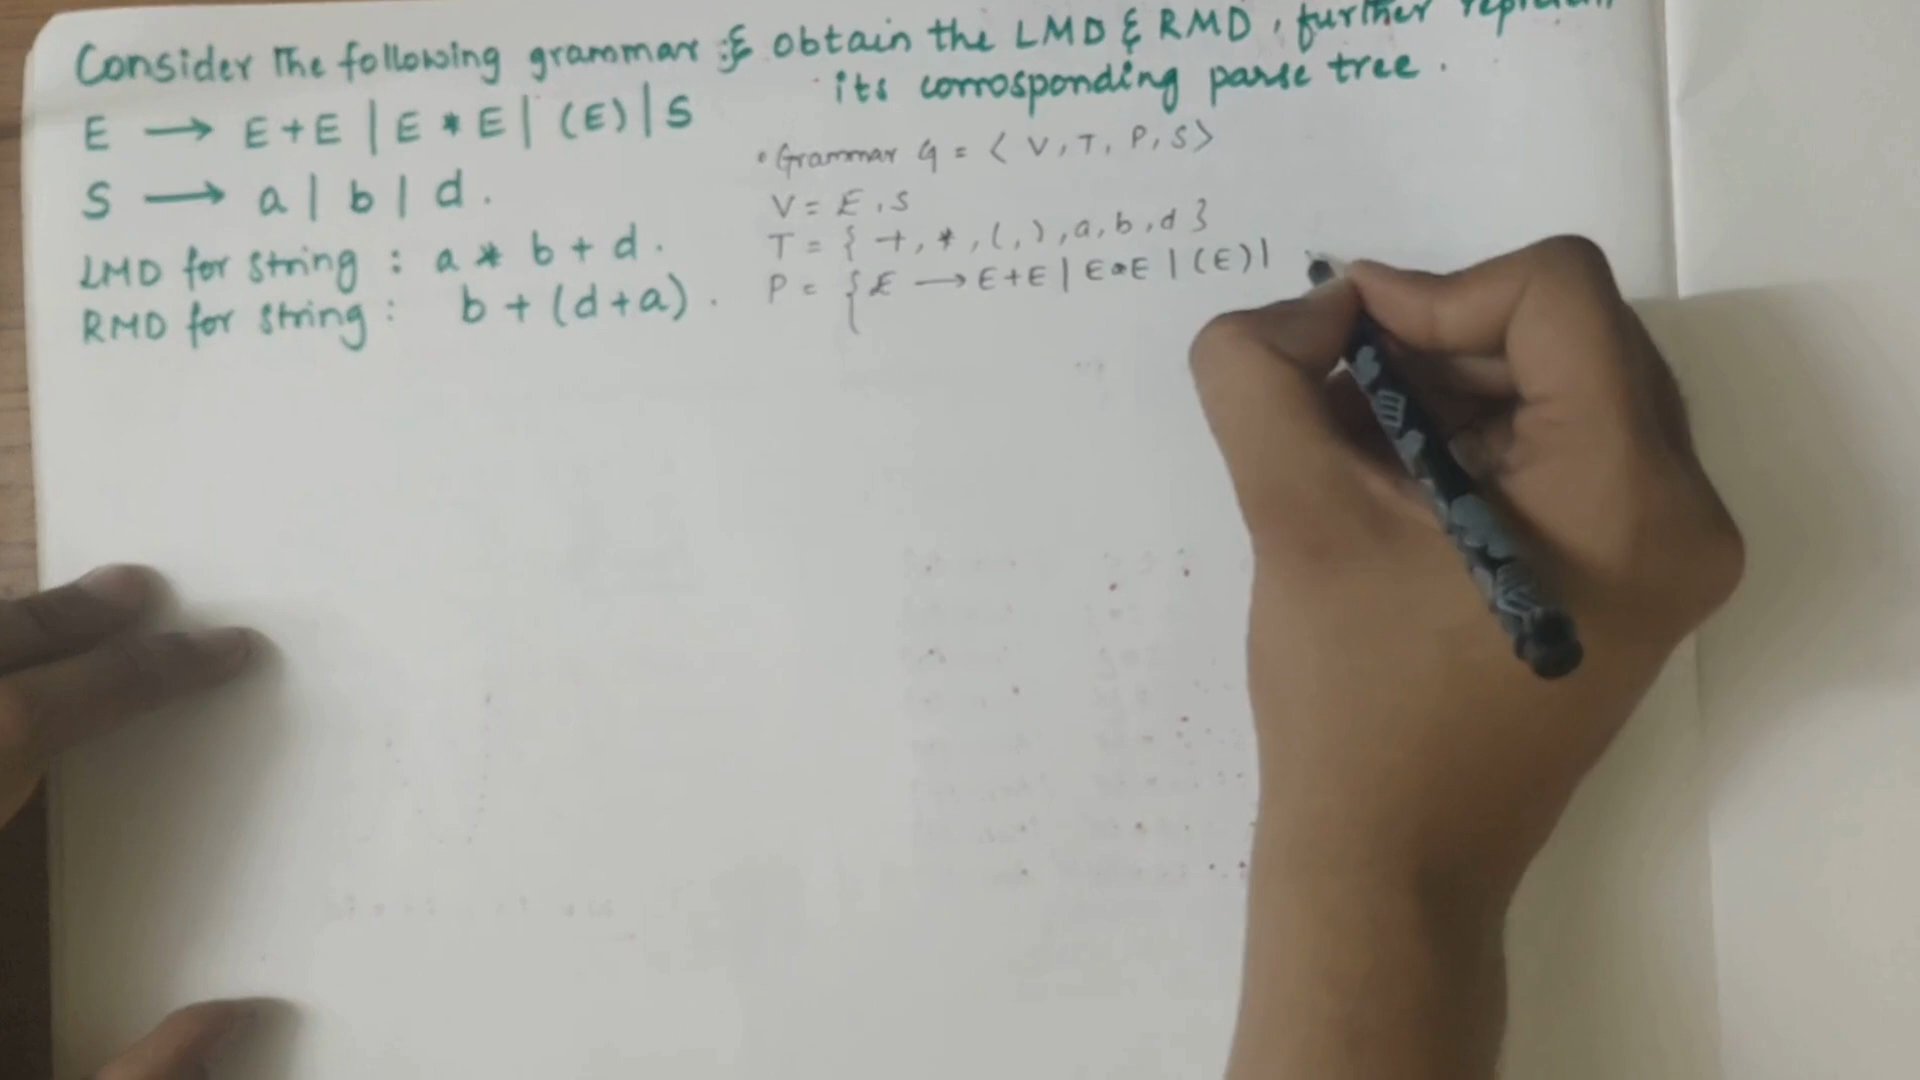 Consider The following grammar :& obtain the LMD & RMD , further
its corrosponding parse tree .
E → E+E | E * E | (E) | S
S → a | b | d .
LMD for string : a * b + d .
RMD for string : b + (d+a) .
• Grammar G = < V, T, P, S >
V = E, S
T = { +, *, (, ), a, b, d }
P = { E → E+E | E*E | (E) |